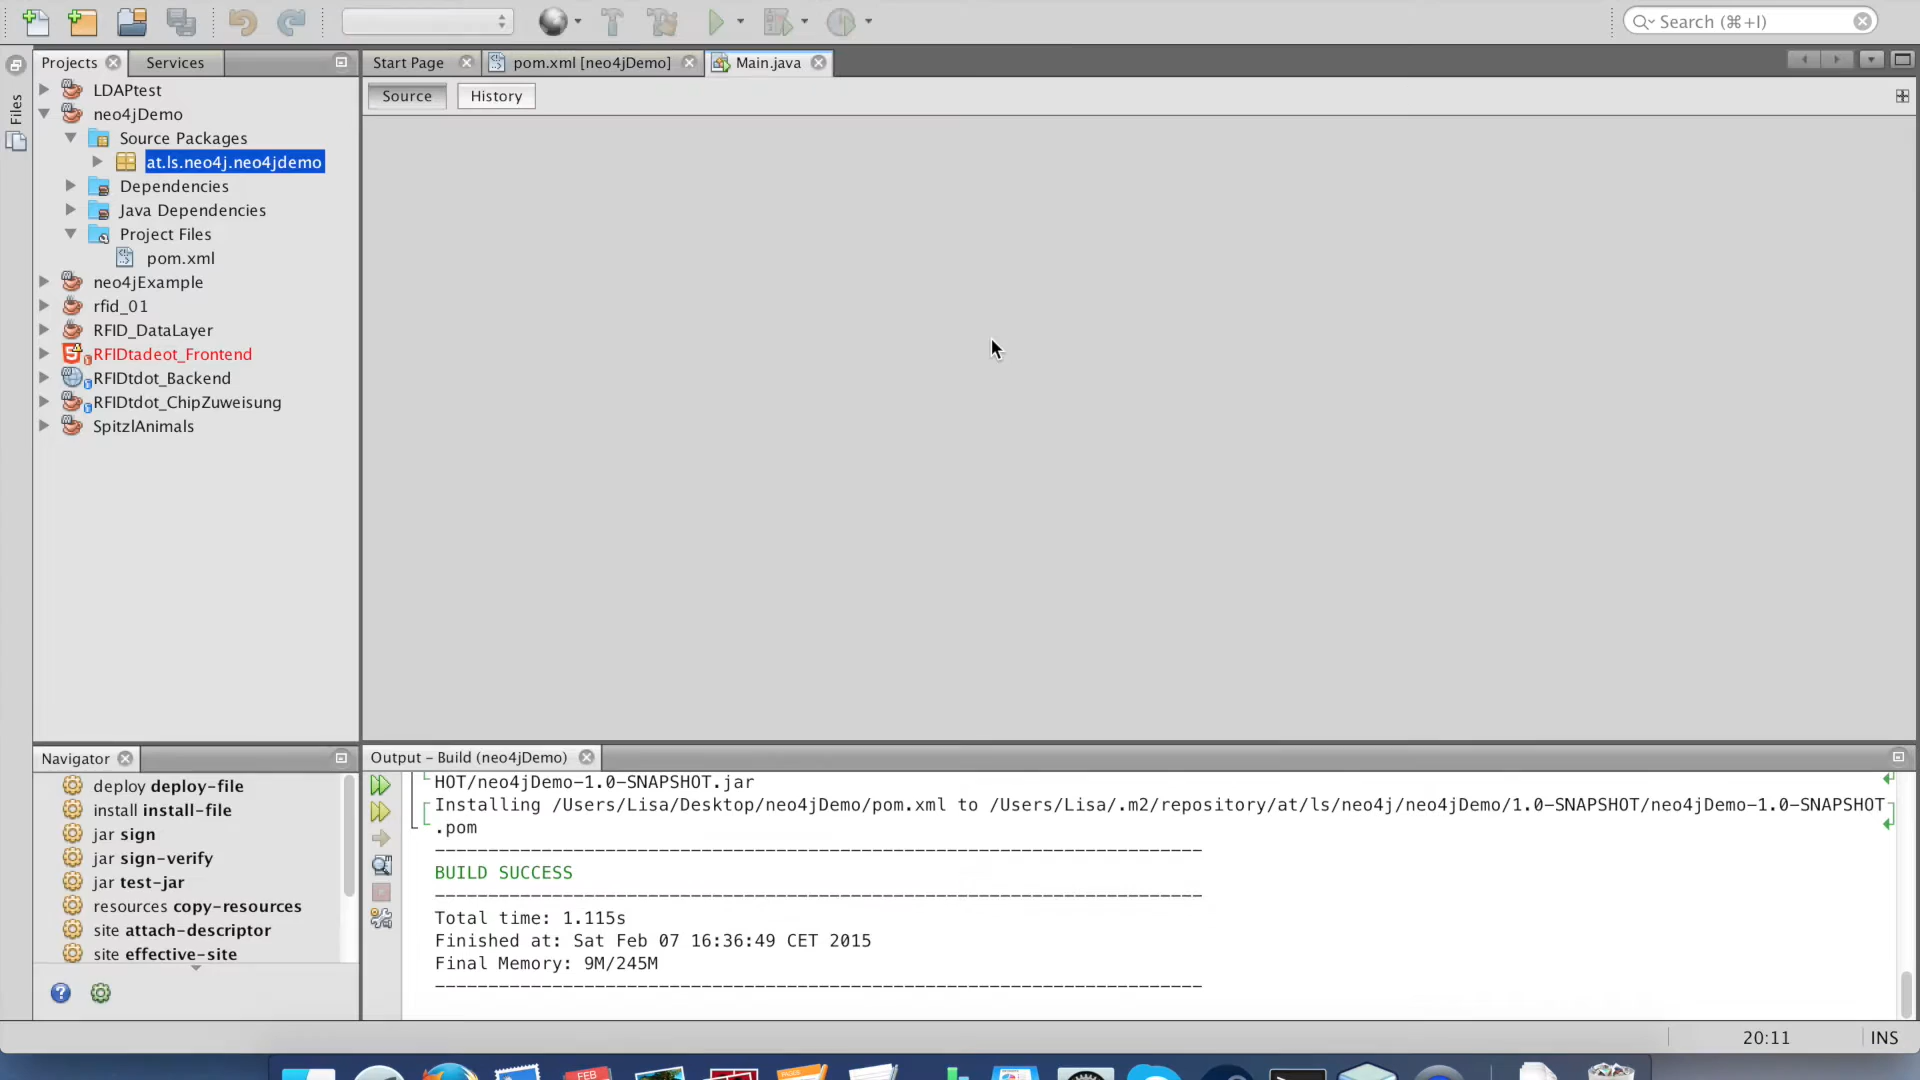 Search (⌘+I)
Projects
Services
Start Page
pom.xml [neo4jDemo]
Main.java
Files
Source
History
LDAPtest
neo4jDemo
Source Packages
at.ls.neo4j.neo4jdemo
Dependencies
Java Dependencies
Project Files
pom.xml
neo4jExample
rfid_01
RFID_DataLayer
RFIDtadeot_Frontend
RFIDtdot_Backend
RFIDtdot_ChipZuweisung
SpitzlAnimals
Navigator
deploy deploy-file
install install-file
jar sign
jar sign-verify
jar test-jar
resources copy-resources
site attach-descriptor
site effective-site
Output – Build (neo4jDemo)
HOT/neo4jDemo-1.0-SNAPSHOT.jar
Installing /Users/Lisa/Desktop/neo4jDemo/pom.xml to /Users/Lisa/.m2/repository/at/ls/neo4j/neo4jDemo/1.0-SNAPSHOT/neo4jDemo-1.0-SNAPSHOT
.pom
------------------------------------------------------------------------
BUILD SUCCESS
------------------------------------------------------------------------
Total time: 1.115s
Finished at: Sat Feb 07 16:36:49 CET 2015
Final Memory: 9M/245M
------------------------------------------------------------------------
20:11
INS
FEB
PAGES